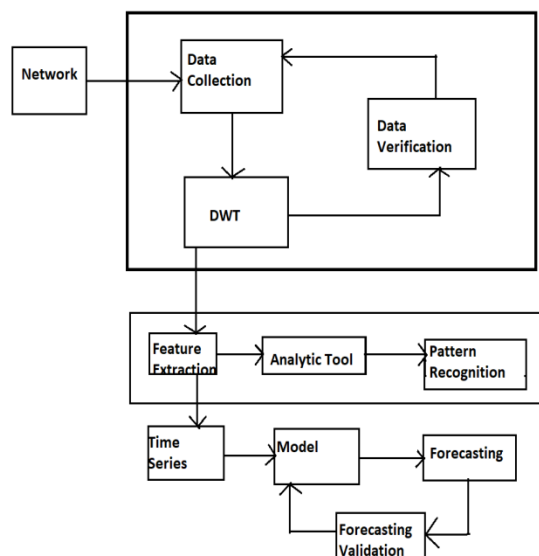 Network
Data
Collection
Data
Verification
DWT
Feature
Extraction
Analytic Tool
Pattern
Recognition
Time
Series
Model
Forecasting
Forecasting
Validation